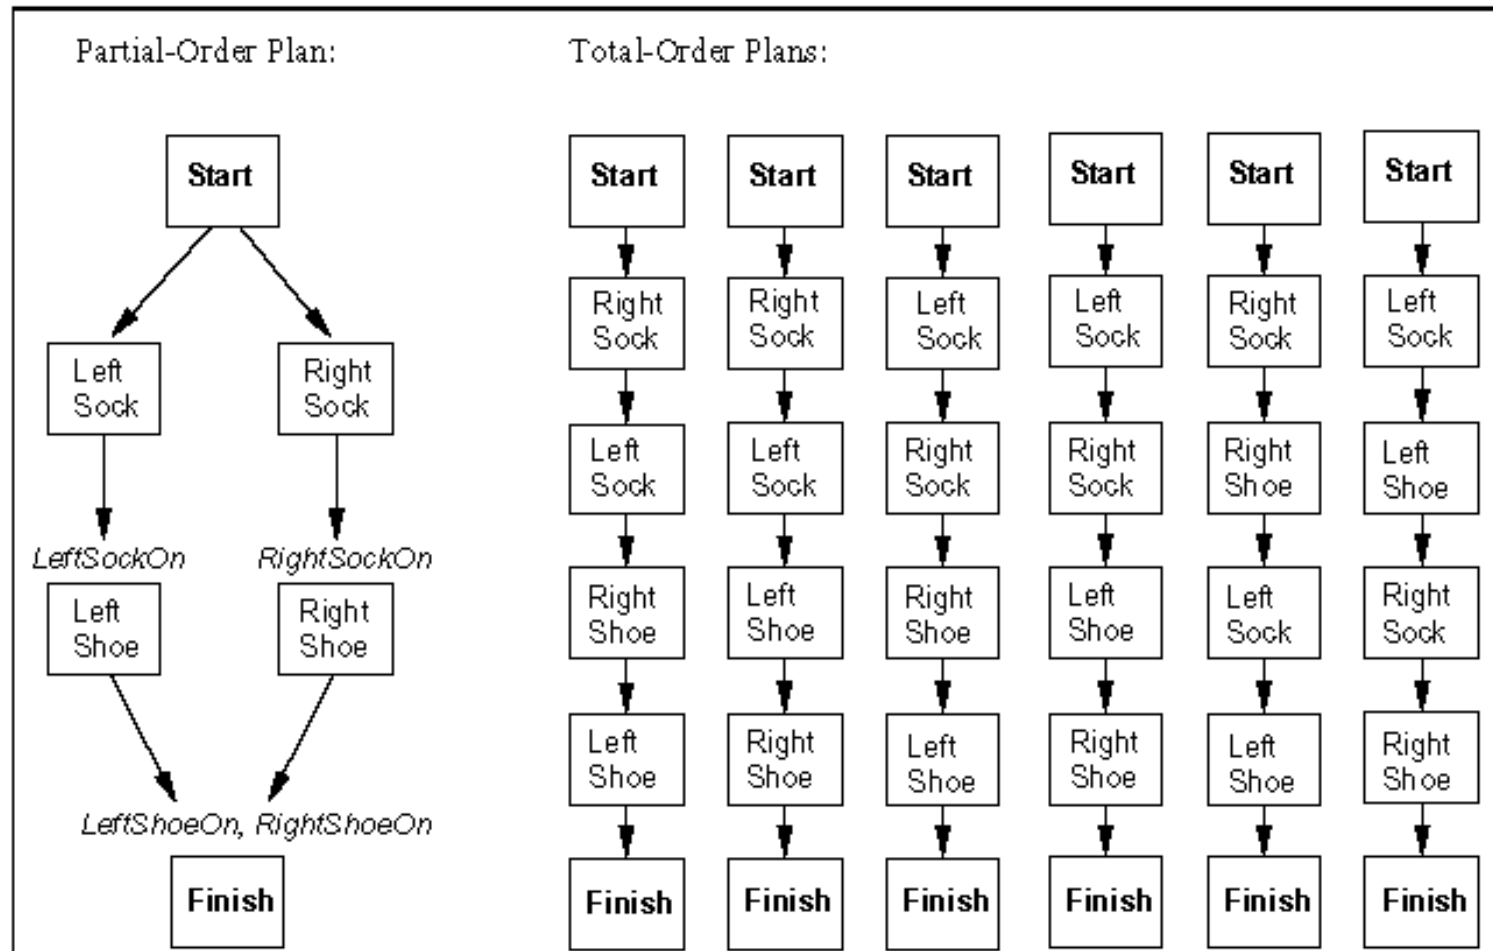 Partial-Order Plan:
Start
Left
Sock
Right
Sock
LeftSockOn
RightSockOn
Left
Shoe
Right
Shoe
LeftShoeOn, RightShoeOn
Finish
Total-Order Plans:
Start
Right
Sock
Left
Sock
Right
Shoe
Left
Shoe
Finish
Start
Right
Sock
Left
Sock
Left
Shoe
Right
Shoe
Finish
Start
Left
Sock
Right
Sock
Right
Shoe
Left
Shoe
Finish
Start
Left
Sock
Right
Sock
Left
Shoe
Right
Shoe
Finish
Start
Right
Sock
Right
Shoe
Left
Sock
Left
Shoe
Finish
Start
Left
Sock
Left
Shoe
Right
Sock
Right
Shoe
Finish